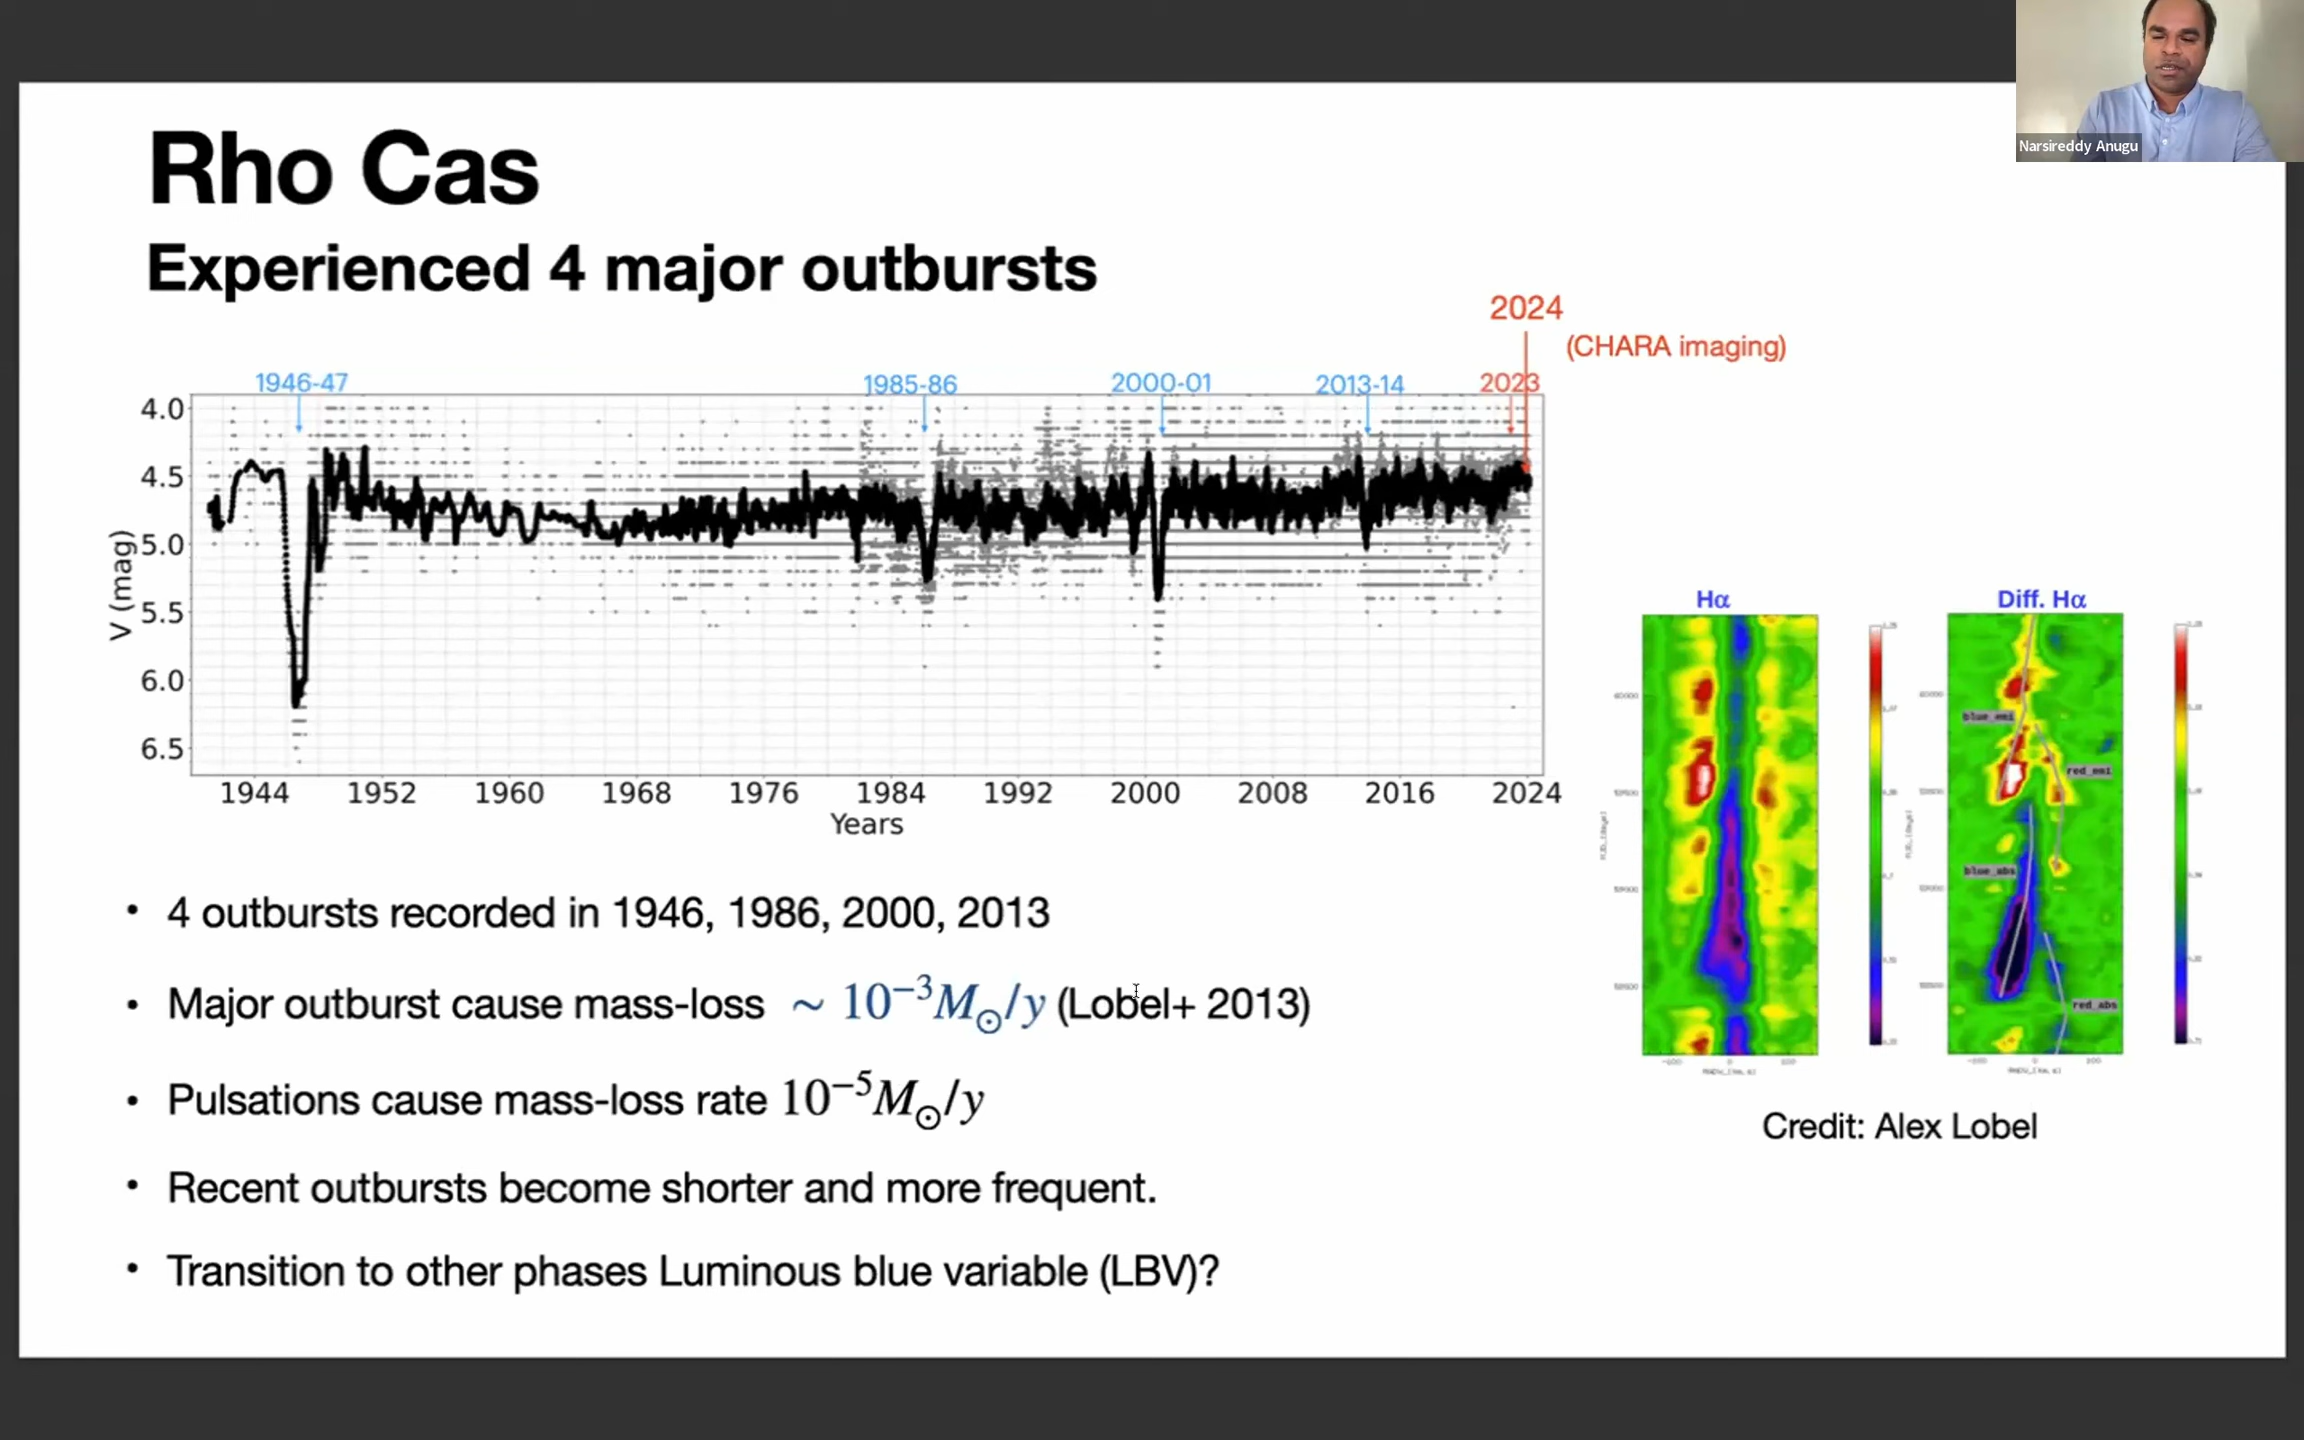 Narsireddy Anugu
Rho Cas
Experienced 4 major outbursts
2024
(CHARA imaging)
1946-47
1985-86
2000-01
2013-14
2023
4.0
4.5
5.0
5.5
6.0
6.5
V (mag)
1944 1952 1960 1968 1976 1984 1992 2000 2008 2016 2024
Years
Hα
Diff. Hα
blue_emi
red_emi
blue_abs
red_abs
Credit: Alex Lobel
• 4 outbursts recorded in 1946, 1986, 2000, 2013
• Major outburst cause mass-loss ~ 10⁻³M⊙/y (Lobel+ 2013)
• Pulsations cause mass-loss rate 10⁻⁵M⊙/y
• Recent outbursts become shorter and more frequent.
• Transition to other phases Luminous blue variable (LBV)?